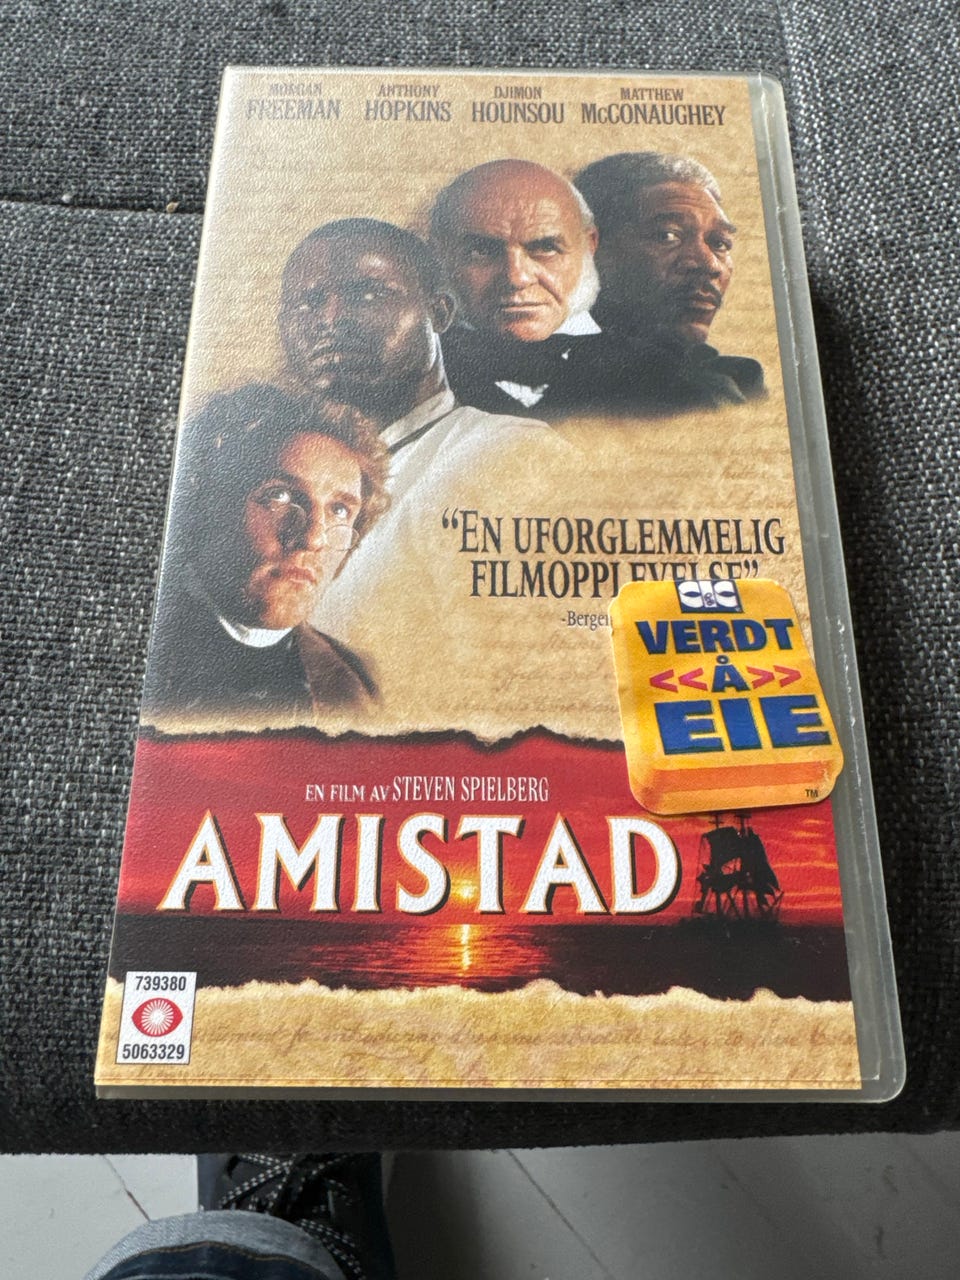 MORGAN FREEMAN
ANTHONY HOPKINS
DJIMON HOUNSOU
MATTHEW McCONAUGHEY
"EN UFORGLEMMELIG
FILMOPPLEVELSE"
-Bergen
VERDT
<<Å>>
EIE
TM
EN FILM AV STEVEN SPIELBERG
AMISTAD
739380
5063329